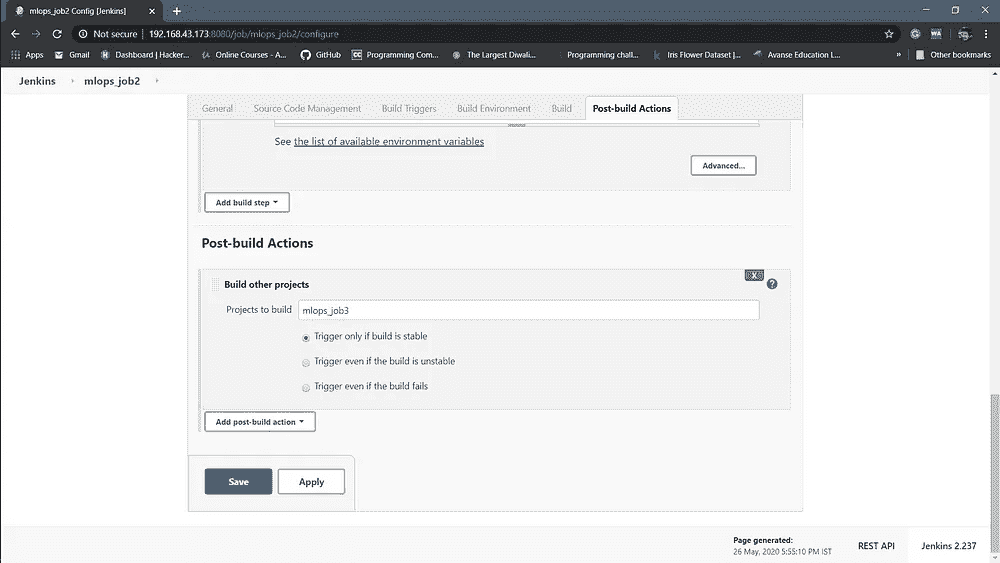 mlops_job2 Config [Jenkins]
Not secure 192.168.43.173:8080/job/mlops_job2/configure
Apps Gmail Dashboard | Hacker... Online Courses - A... GitHub Programming Com... The Largest Diwali... Programming chall... Iris Flower Dataset |... Avanse Education L... » Other bookmarks
Jenkins mlops_job2
General Source Code Management Build Triggers Build Environment Build Post-build Actions
See the list of available environment variables
Advanced...
Add build step
Post-build Actions
X
Build other projects ?
Projects to build mlops_job3
Trigger only if build is stable
Trigger even if the build is unstable
Trigger even if the build fails
Add post-build action
Save Apply
Page generated:
26 May, 2020 5:55:10 PM IST
REST API Jenkins 2.237